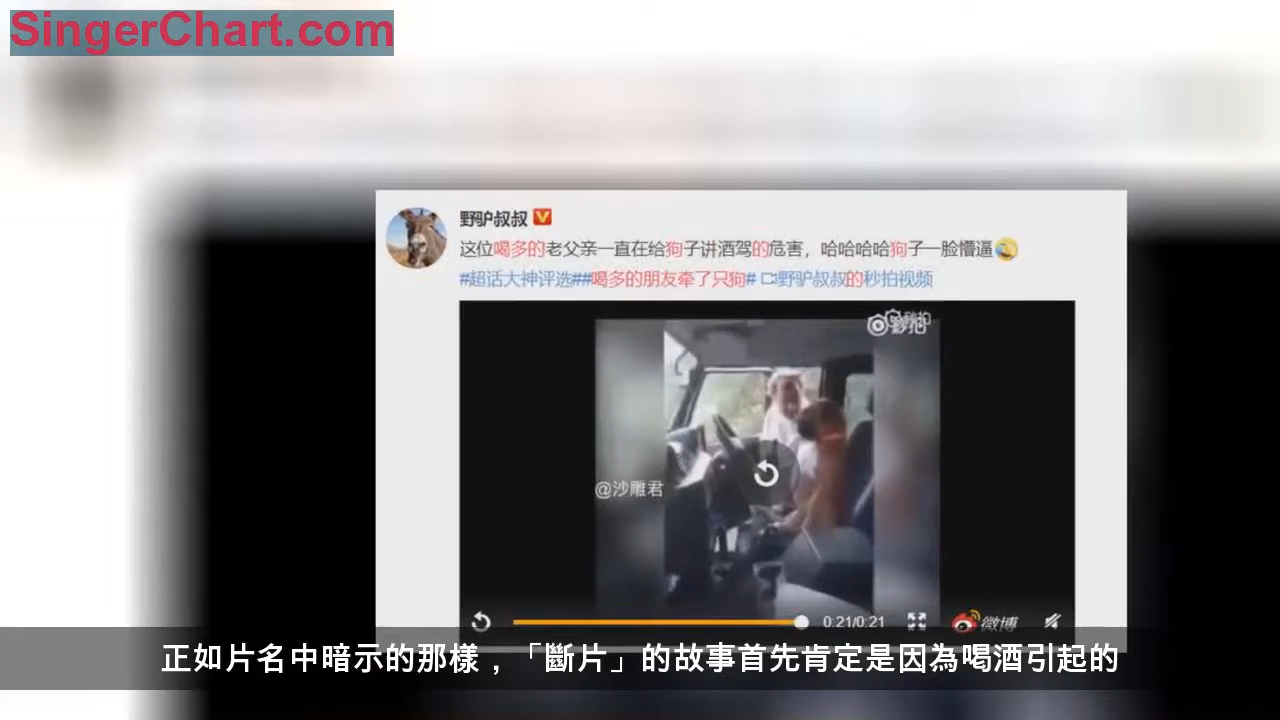 SingerChart.com
野驴叔叔
这位喝多的老父亲一直在给狗子讲酒驾的危害，哈哈哈哈狗子一脸懵逼
#超话大神评选##喝多的朋友牵了只狗# 野驴叔叔的秒拍视频
秒拍
@沙雕君
0:21/0:21
微博
正如片名中暗示的那樣，「斷片」的故事首先肯定是因為喝酒引起的